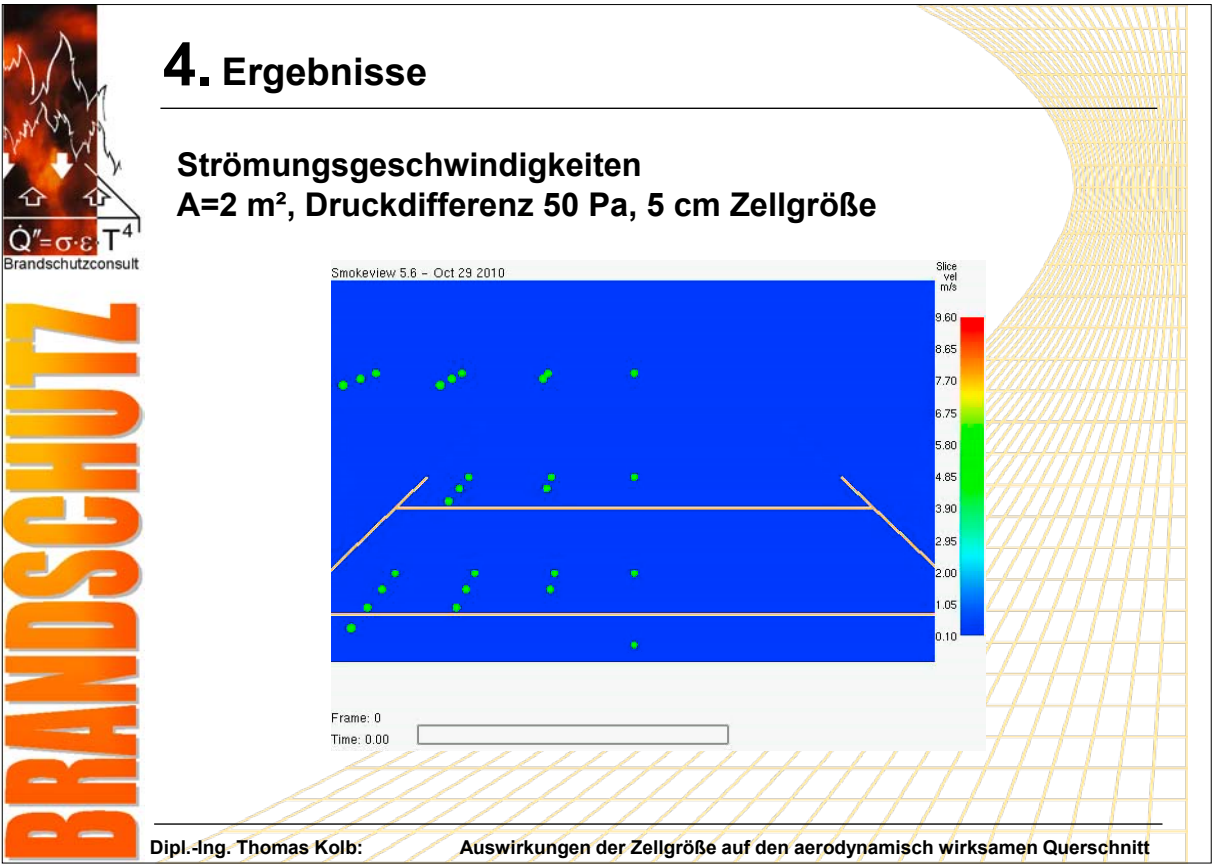 4. Ergebnisse
Strömungsgeschwindigkeiten
A=2 m², Druckdifferenz 50 Pa, 5 cm Zellgröße
Q̇″=σ·ε·T⁴
Brandschutzconsult
BRANDSCHUTZ
Smokeview 5.6 – Oct 29 2010
Slice
vel
m/s
9.60
8.65
7.70
6.75
5.80
4.85
3.90
2.95
2.00
1.05
0.10
Frame: 0
Time: 0.00
Dipl.-Ing. Thomas Kolb: Auswirkungen der Zellgröße auf den aerodynamisch wirksamen Querschnitt